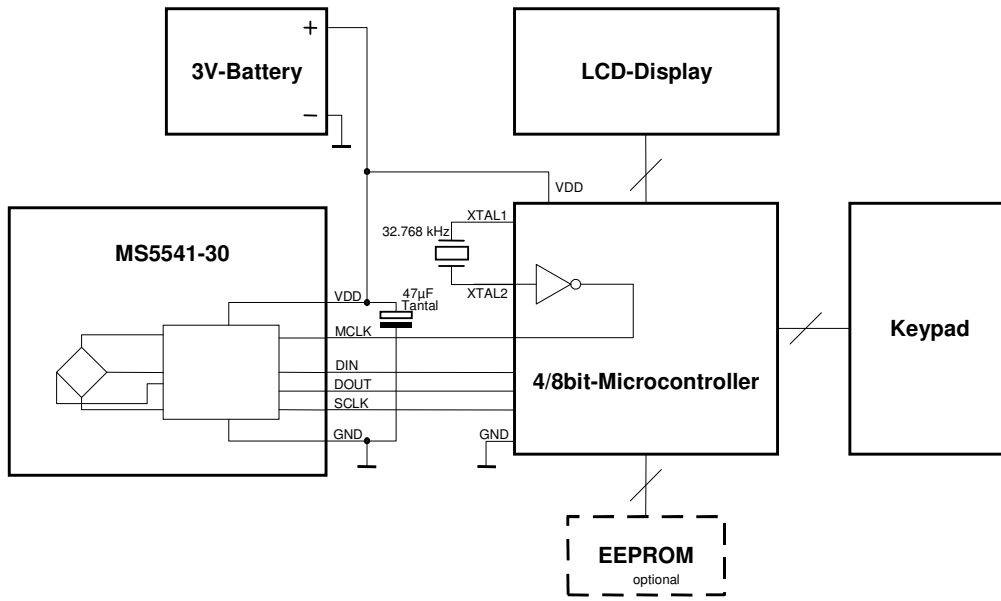 +
3V-Battery
−
LCD-Display
VDD
MS5541-30
XTAL1
32.768 kHz
XTAL2
VDD
47µF
Tantal
MCLK
DIN
DOUT
SCLK
GND
4/8bit-Microcontroller
GND
Keypad
EEPROM
optional